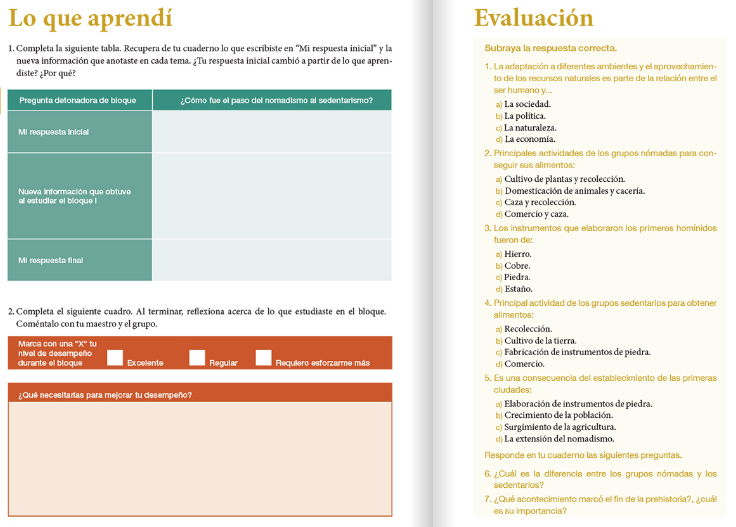 Lo que aprendí
1. Completa la siguiente tabla. Recupera de tu cuaderno lo que escribiste en “Mi respuesta inicial” y la
nueva información que anotaste en cada tema. ¿Tu respuesta inicial cambió a partir de lo que apren-
diste? ¿Por qué?
Pregunta detonadora de bloque
¿Cómo fue el paso del nomadismo al sedentarismo?
Mi respuesta inicial
Nueva información que obtuve
al estudiar el bloque I
Mi respuesta final
2. Completa el siguiente cuadro. Al terminar, reflexiona acerca de lo que estudiaste en el bloque.
Coméntalo con tu maestro y el grupo.
Marca con una “X” tu
nivel de desempeño
durante el bloque
Excelente
Regular
Requiero esforzarme más
¿Qué necesitarías para mejorar tu desempeño?
Evaluación
Subraya la respuesta correcta.
1. La adaptación a diferentes ambientes y el aprovechamien-
to de los recursos naturales es parte de la relación entre el
ser humano y...
a) La sociedad.
b) La política.
c) La naturaleza.
d) La economía.
2. Principales actividades de los grupos nómadas para con-
seguir sus alimentos:
a) Cultivo de plantas y recolección.
b) Domesticación de animales y cacería.
c) Caza y recolección.
d) Comercio y caza.
3. Los instrumentos que elaboraron los primeros homínidos
fueron de:
a) Hierro.
b) Cobre.
c) Piedra.
d) Estaño.
4. Principal actividad de los grupos sedentarios para obtener
alimentos:
a) Recolección.
b) Cultivo de la tierra.
c) Fabricación de instrumentos de piedra.
d) Comercio.
5. Es una consecuencia del establecimiento de las primeras
ciudades:
a) Elaboración de instrumentos de piedra.
b) Crecimiento de la población.
c) Surgimiento de la agricultura.
d) La extensión del nomadismo.
Responde en tu cuaderno las siguientes preguntas.
6. ¿Cuál es la diferencia entre los grupos nómadas y los
sedentarios?
7. ¿Qué acontecimiento marcó el fin de la prehistoria?, ¿cuál
es su importancia?